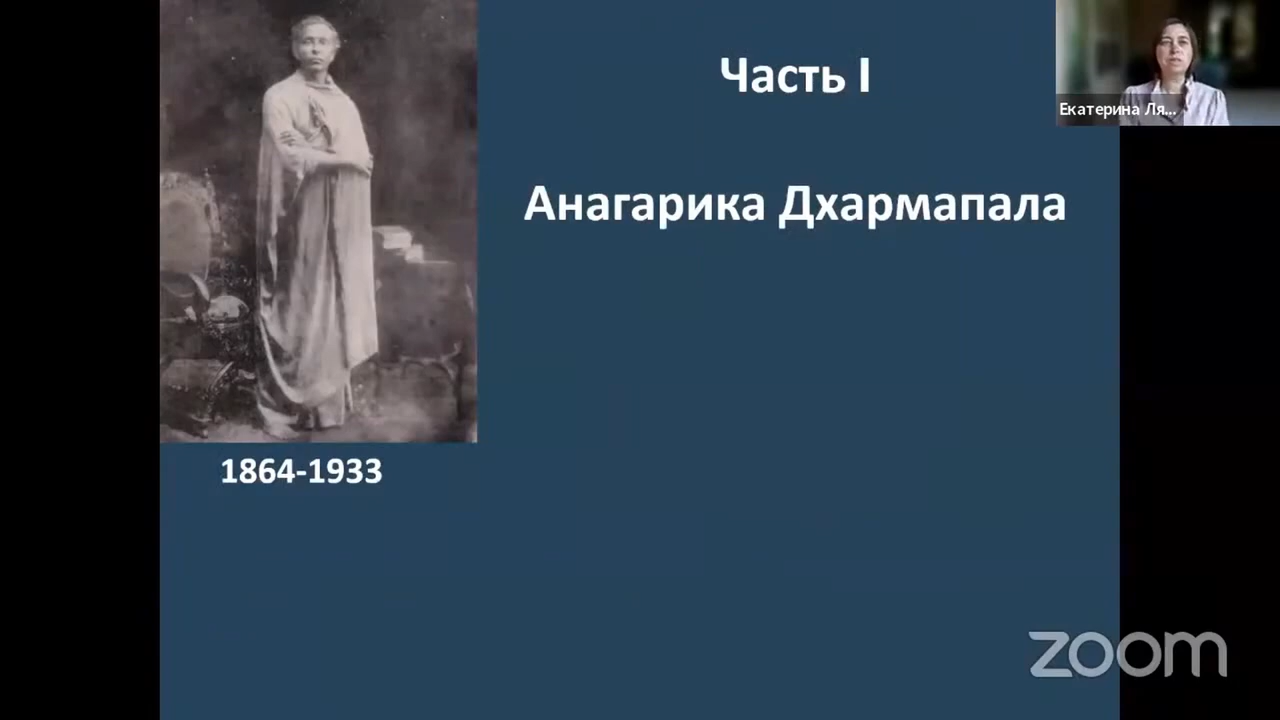 Часть I
Анагарика Дхармапала
1864-1933
Екатерина Ля...
zoom